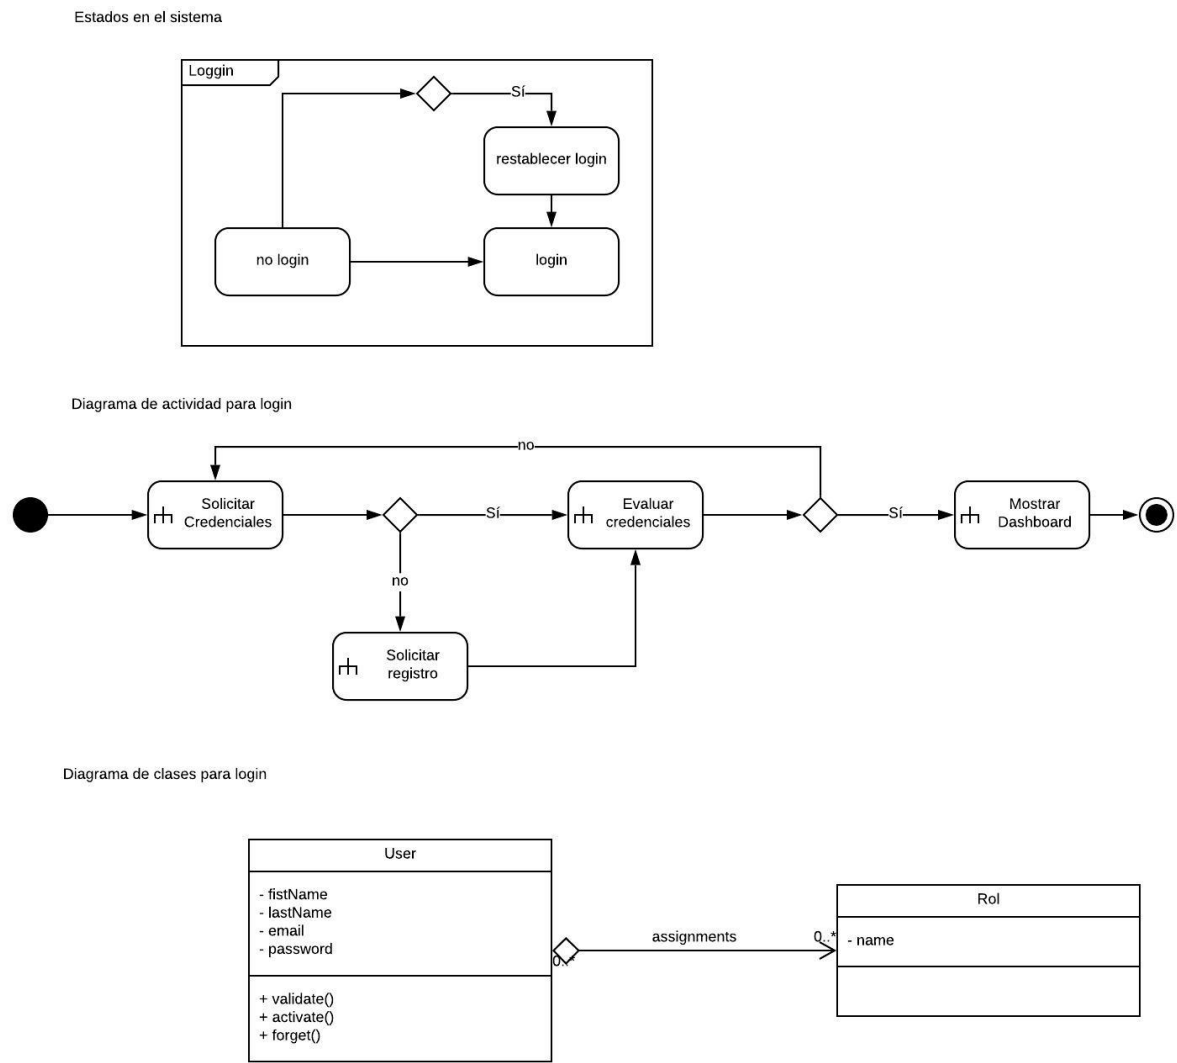 Estados en el sistema
Loggin
Sí
restablecer login
no login
login
Diagrama de actividad para login
no
Solicitar
Credenciales
Sí
Evaluar
credenciales
Sí
Mostrar
Dashboard
no
Solicitar
registro
Diagrama de clases para login
User
- fistName
- lastName
- email
- password
+ validate()
+ activate()
+ forget()
0..*
assignments
0..*
Rol
- name